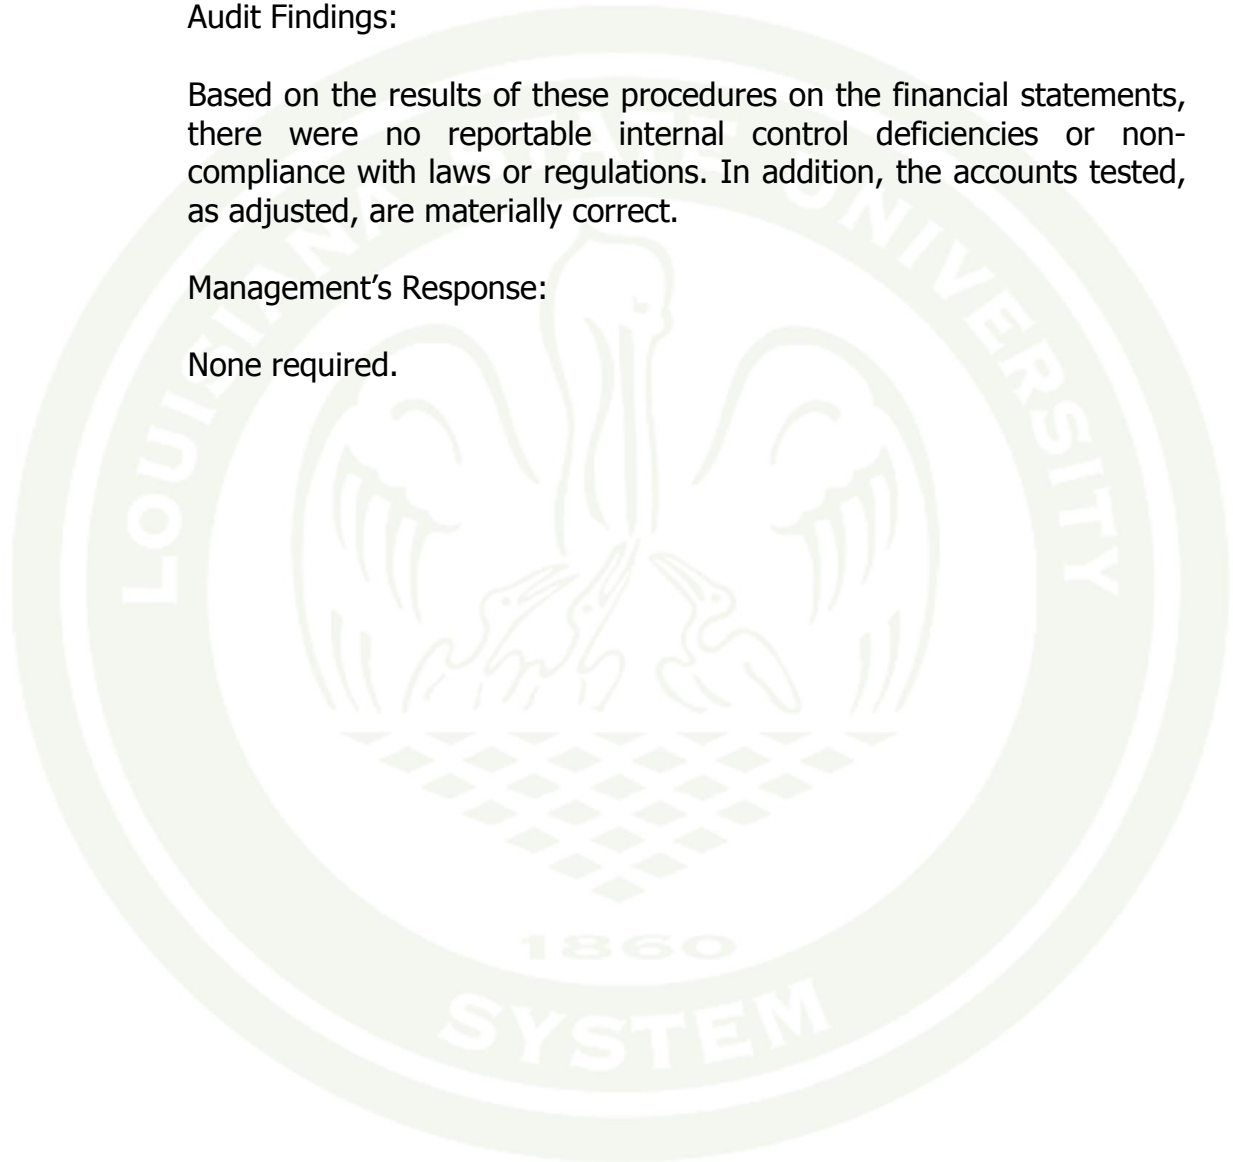 Audit Findings:
Based on the results of these procedures on the financial statements,
there were no reportable internal control deficiencies or non-
compliance with laws or regulations. In addition, the accounts tested,
as adjusted, are materially correct.
Management’s Response:
None required.
LOUISIANA STATE UNIVERSITY
1860
SYSTEM